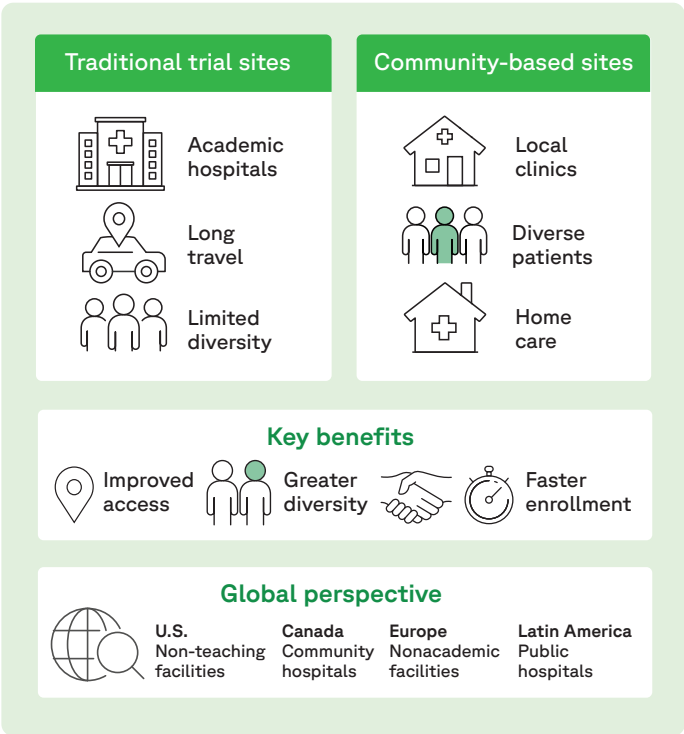 Traditional trial sites
Academic
hospitals
Long
travel
Limited
diversity
Community-based sites
Local
clinics
Diverse
patients
Home
care
Key benefits
Improved
access
Greater
diversity
Faster
enrollment
Global perspective
U.S.
Non-teaching
facilities
Canada
Community
hospitals
Europe
Nonacademic
facilities
Latin America
Public
hospitals